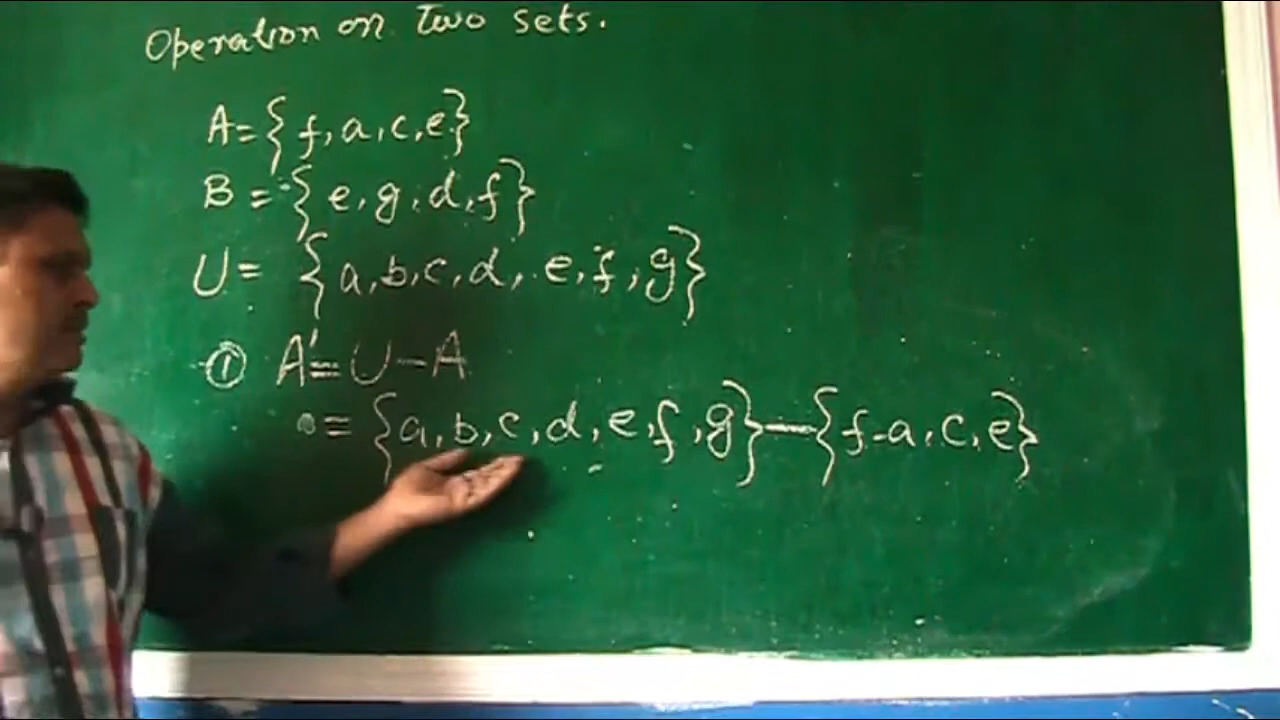 Operation on Two sets.
A={f,a,c,e}
B={e,g,d,f}
U={a,b,c,d,e,f,g}
① A'=U-A
={a,b,c,d,e,f,g}-{f-a,c,e}